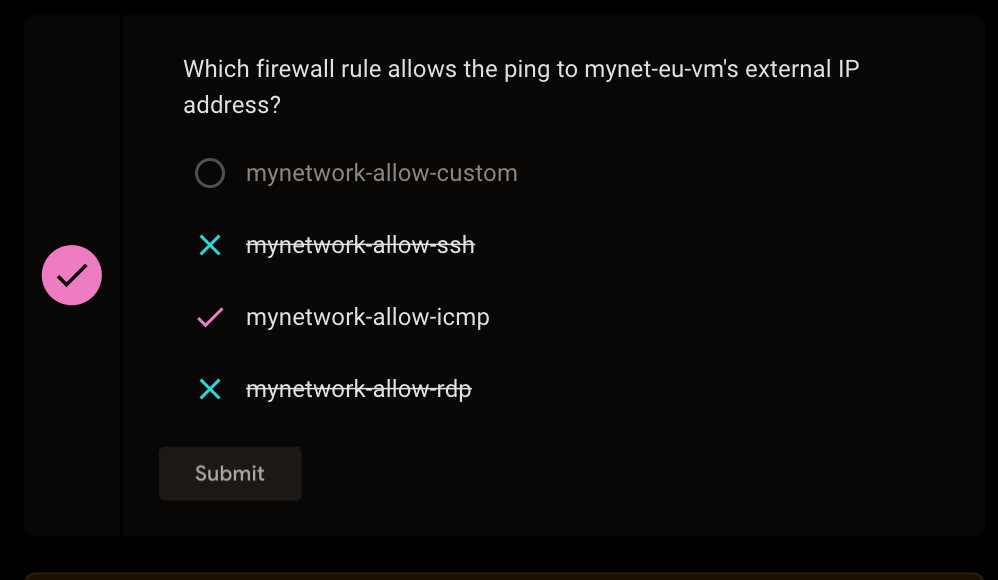 Which firewall rule allows the ping to mynet-eu-vm's external IP
address?
mynetwork-allow-custom
mynetwork-allow-ssh
mynetwork-allow-icmp
mynetwork-allow-rdp
Submit